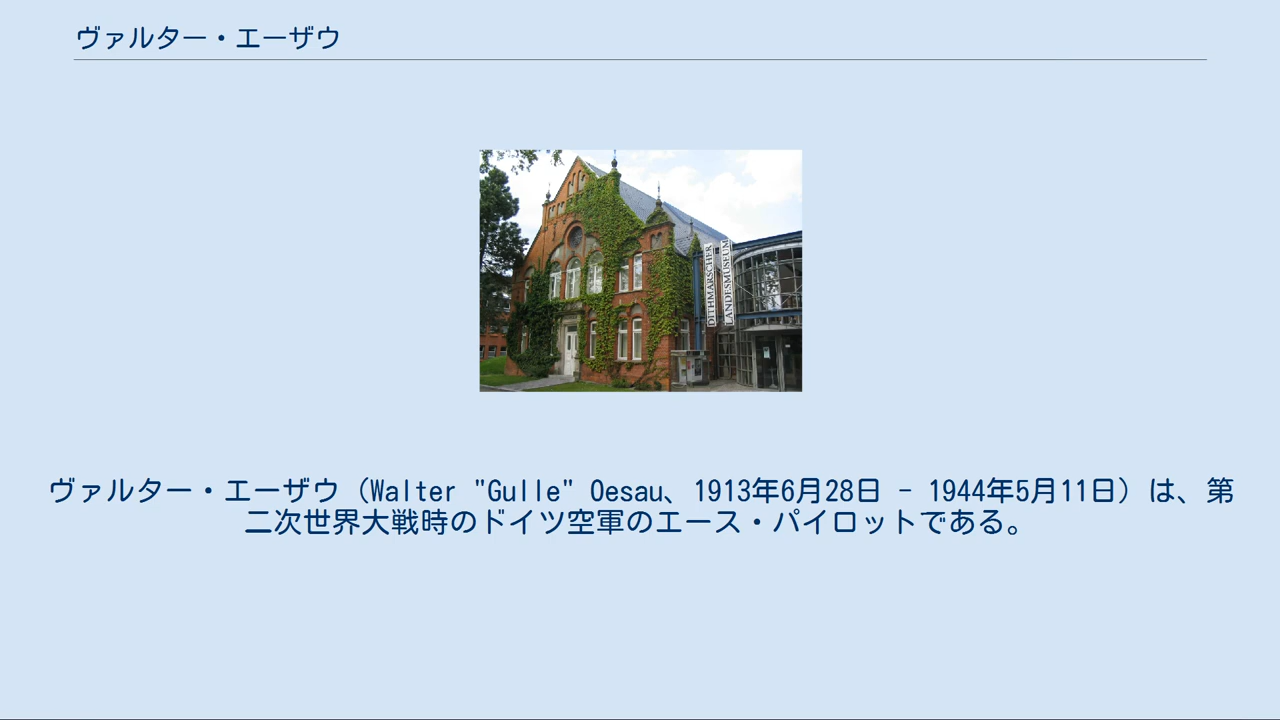 ヴァルター・エーザウ
DITHMARSCHER
LANDESMUSEUM
ヴァルター・エーザウ（Walter "Gulle" Oesau、1913年6月28日 - 1944年5月11日）は、第
二次世界大戦時のドイツ空軍のエース・パイロットである。